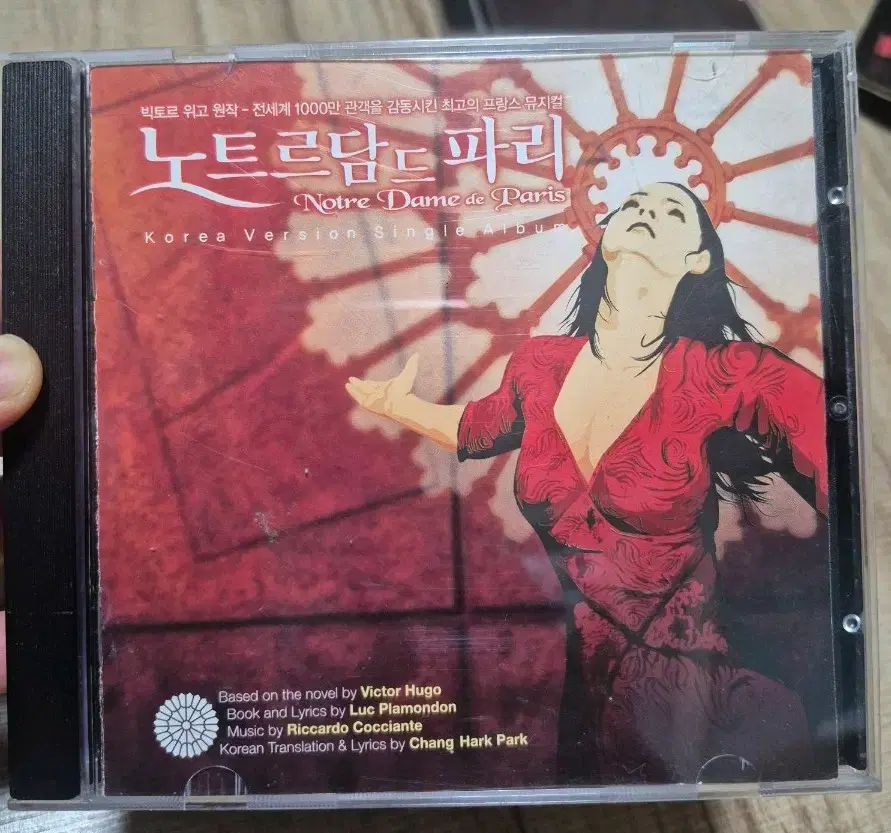 빅토르 위고 원작 - 전세계 1000만 관객을 감동시킨 최고의 프랑스 뮤지컬
노트르담 드 파리
Notre Dame de Paris
Korea Version Single Album
Based on the novel by Victor Hugo
Book and Lyrics by Luc Plamondon
Music by Riccardo Cocciante
Korean Translation & Lyrics by Chang Hark Park